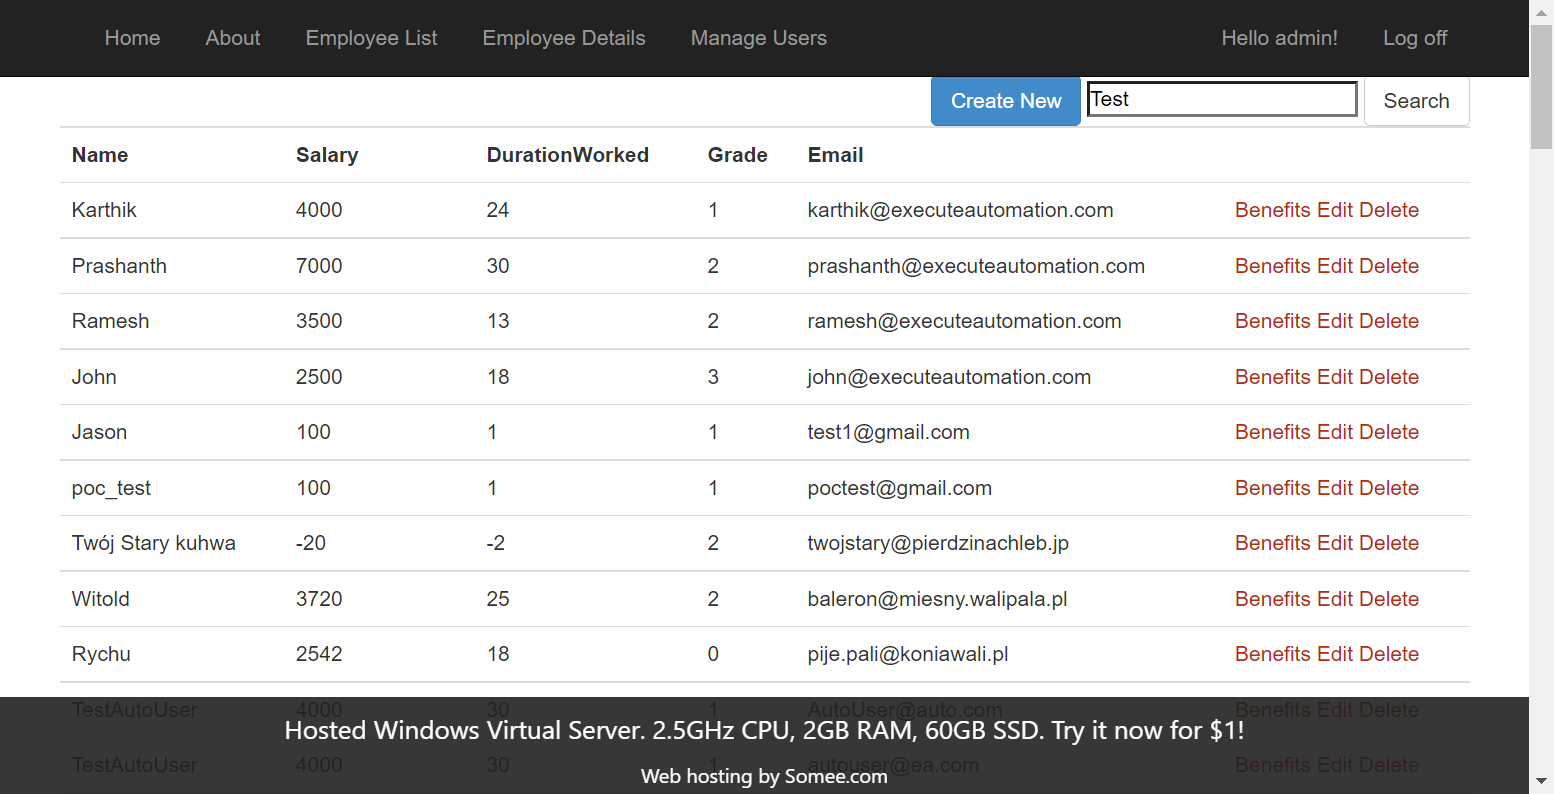 Home About Employee List Employee Details Manage Users Hello admin! Log off
Create New Test Search
Name Salary DurationWorked Grade Email
Karthik 4000 24 1 karthik@executeautomation.com Benefits Edit Delete
Prashanth 7000 30 2 prashanth@executeautomation.com Benefits Edit Delete
Ramesh 3500 13 2 ramesh@executeautomation.com Benefits Edit Delete
John 2500 18 3 john@executeautomation.com Benefits Edit Delete
Jason 100 1 1 test1@gmail.com Benefits Edit Delete
poc_test 100 1 1 poctest@gmail.com Benefits Edit Delete
Twój Stary kuhwa -20 -2 2 twojstary@pierdzinachleb.jp Benefits Edit Delete
Witold 3720 25 2 baleron@miesny.walipala.pl Benefits Edit Delete
Rychu 2542 18 0 pije.pali@koniawali.pl Benefits Edit Delete
TestAutoUser 4000 30 1 AutoUser@auto.com Benefits Edit Delete
Hosted Windows Virtual Server. 2.5GHz CPU, 2GB RAM, 60GB SSD. Try it now for $1!
TestAutoUser 4000 30 1 autouser@ea.com Benefits Edit Delete
Web hosting by Somee.com